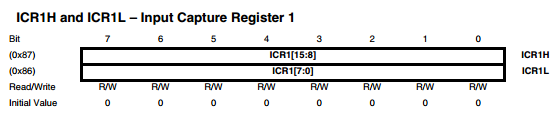 ICR1H and ICR1L – Input Capture Register 1
Bit 7 6 5 4 3 2 1 0
(0x87) ICR1[15:8] ICR1H
(0x86) ICR1[7:0] ICR1L
Read/Write R/W R/W R/W R/W R/W R/W R/W R/W
Initial Value 0 0 0 0 0 0 0 0